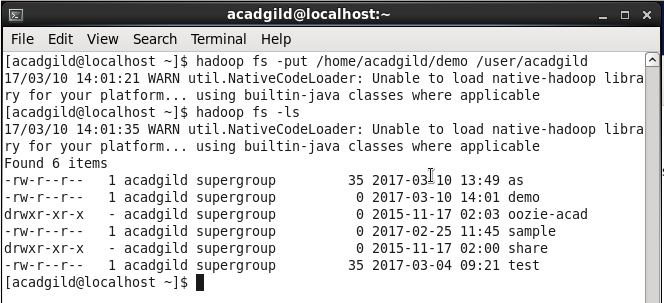 acadgild@localhost:~
File Edit View Search Terminal Help
[acadgild@localhost ~]$ hadoop fs -put /home/acadgild/demo /user/acadgild
17/03/10 14:01:21 WARN util.NativeCodeLoader: Unable to load native-hadoop libra
ry for your platform... using builtin-java classes where applicable
[acadgild@localhost ~]$ hadoop fs -ls
17/03/10 14:01:35 WARN util.NativeCodeLoader: Unable to load native-hadoop libra
ry for your platform... using builtin-java classes where applicable
Found 6 items
-rw-r--r--   1 acadgild supergroup         35 2017-03-10 13:49 as
-rw-r--r--   1 acadgild supergroup          0 2017-03-10 14:01 demo
drwxr-xr-x   - acadgild supergroup          0 2015-11-17 02:03 oozie-acad
-rw-r--r--   1 acadgild supergroup          0 2017-02-25 11:45 sample
drwxr-xr-x   - acadgild supergroup          0 2015-11-17 02:00 share
-rw-r--r--   1 acadgild supergroup         35 2017-03-04 09:21 test
[acadgild@localhost ~]$